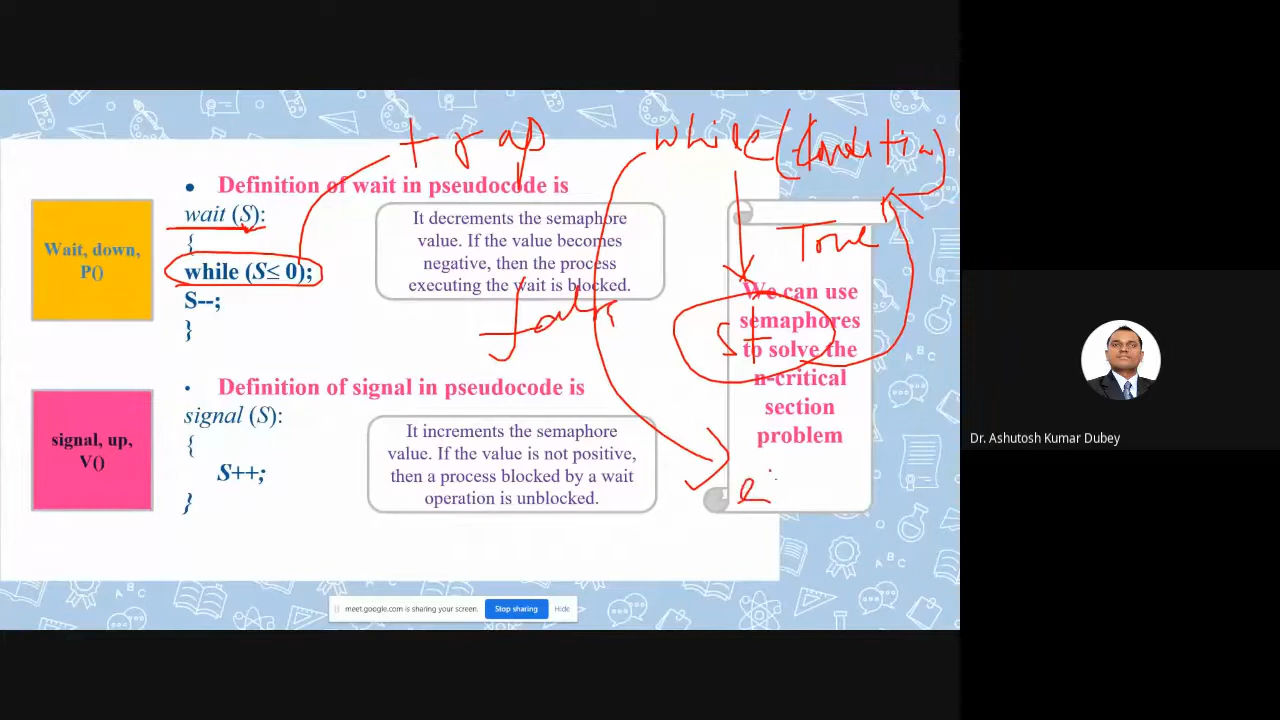 trap
while(Condition)
Definition of wait in pseudocode is
wait (S):
{
while (S≤ 0);
S--;
}
Wait, down,
P()
It decrements the semaphore
value. If the value becomes
negative, then the process
executing the wait is blocked.
True
false
We can use
semaphores
to solve the
n-critical
section
problem
St
Definition of signal in pseudocode is
signal (S):
{
S++;
}
signal, up,
V()
It increments the semaphore
value. If the value is not positive,
then a process blocked by a wait
operation is unblocked.
meet.google.com is sharing your screen.
Stop sharing
Hide
Dr. Ashutosh Kumar Dubey